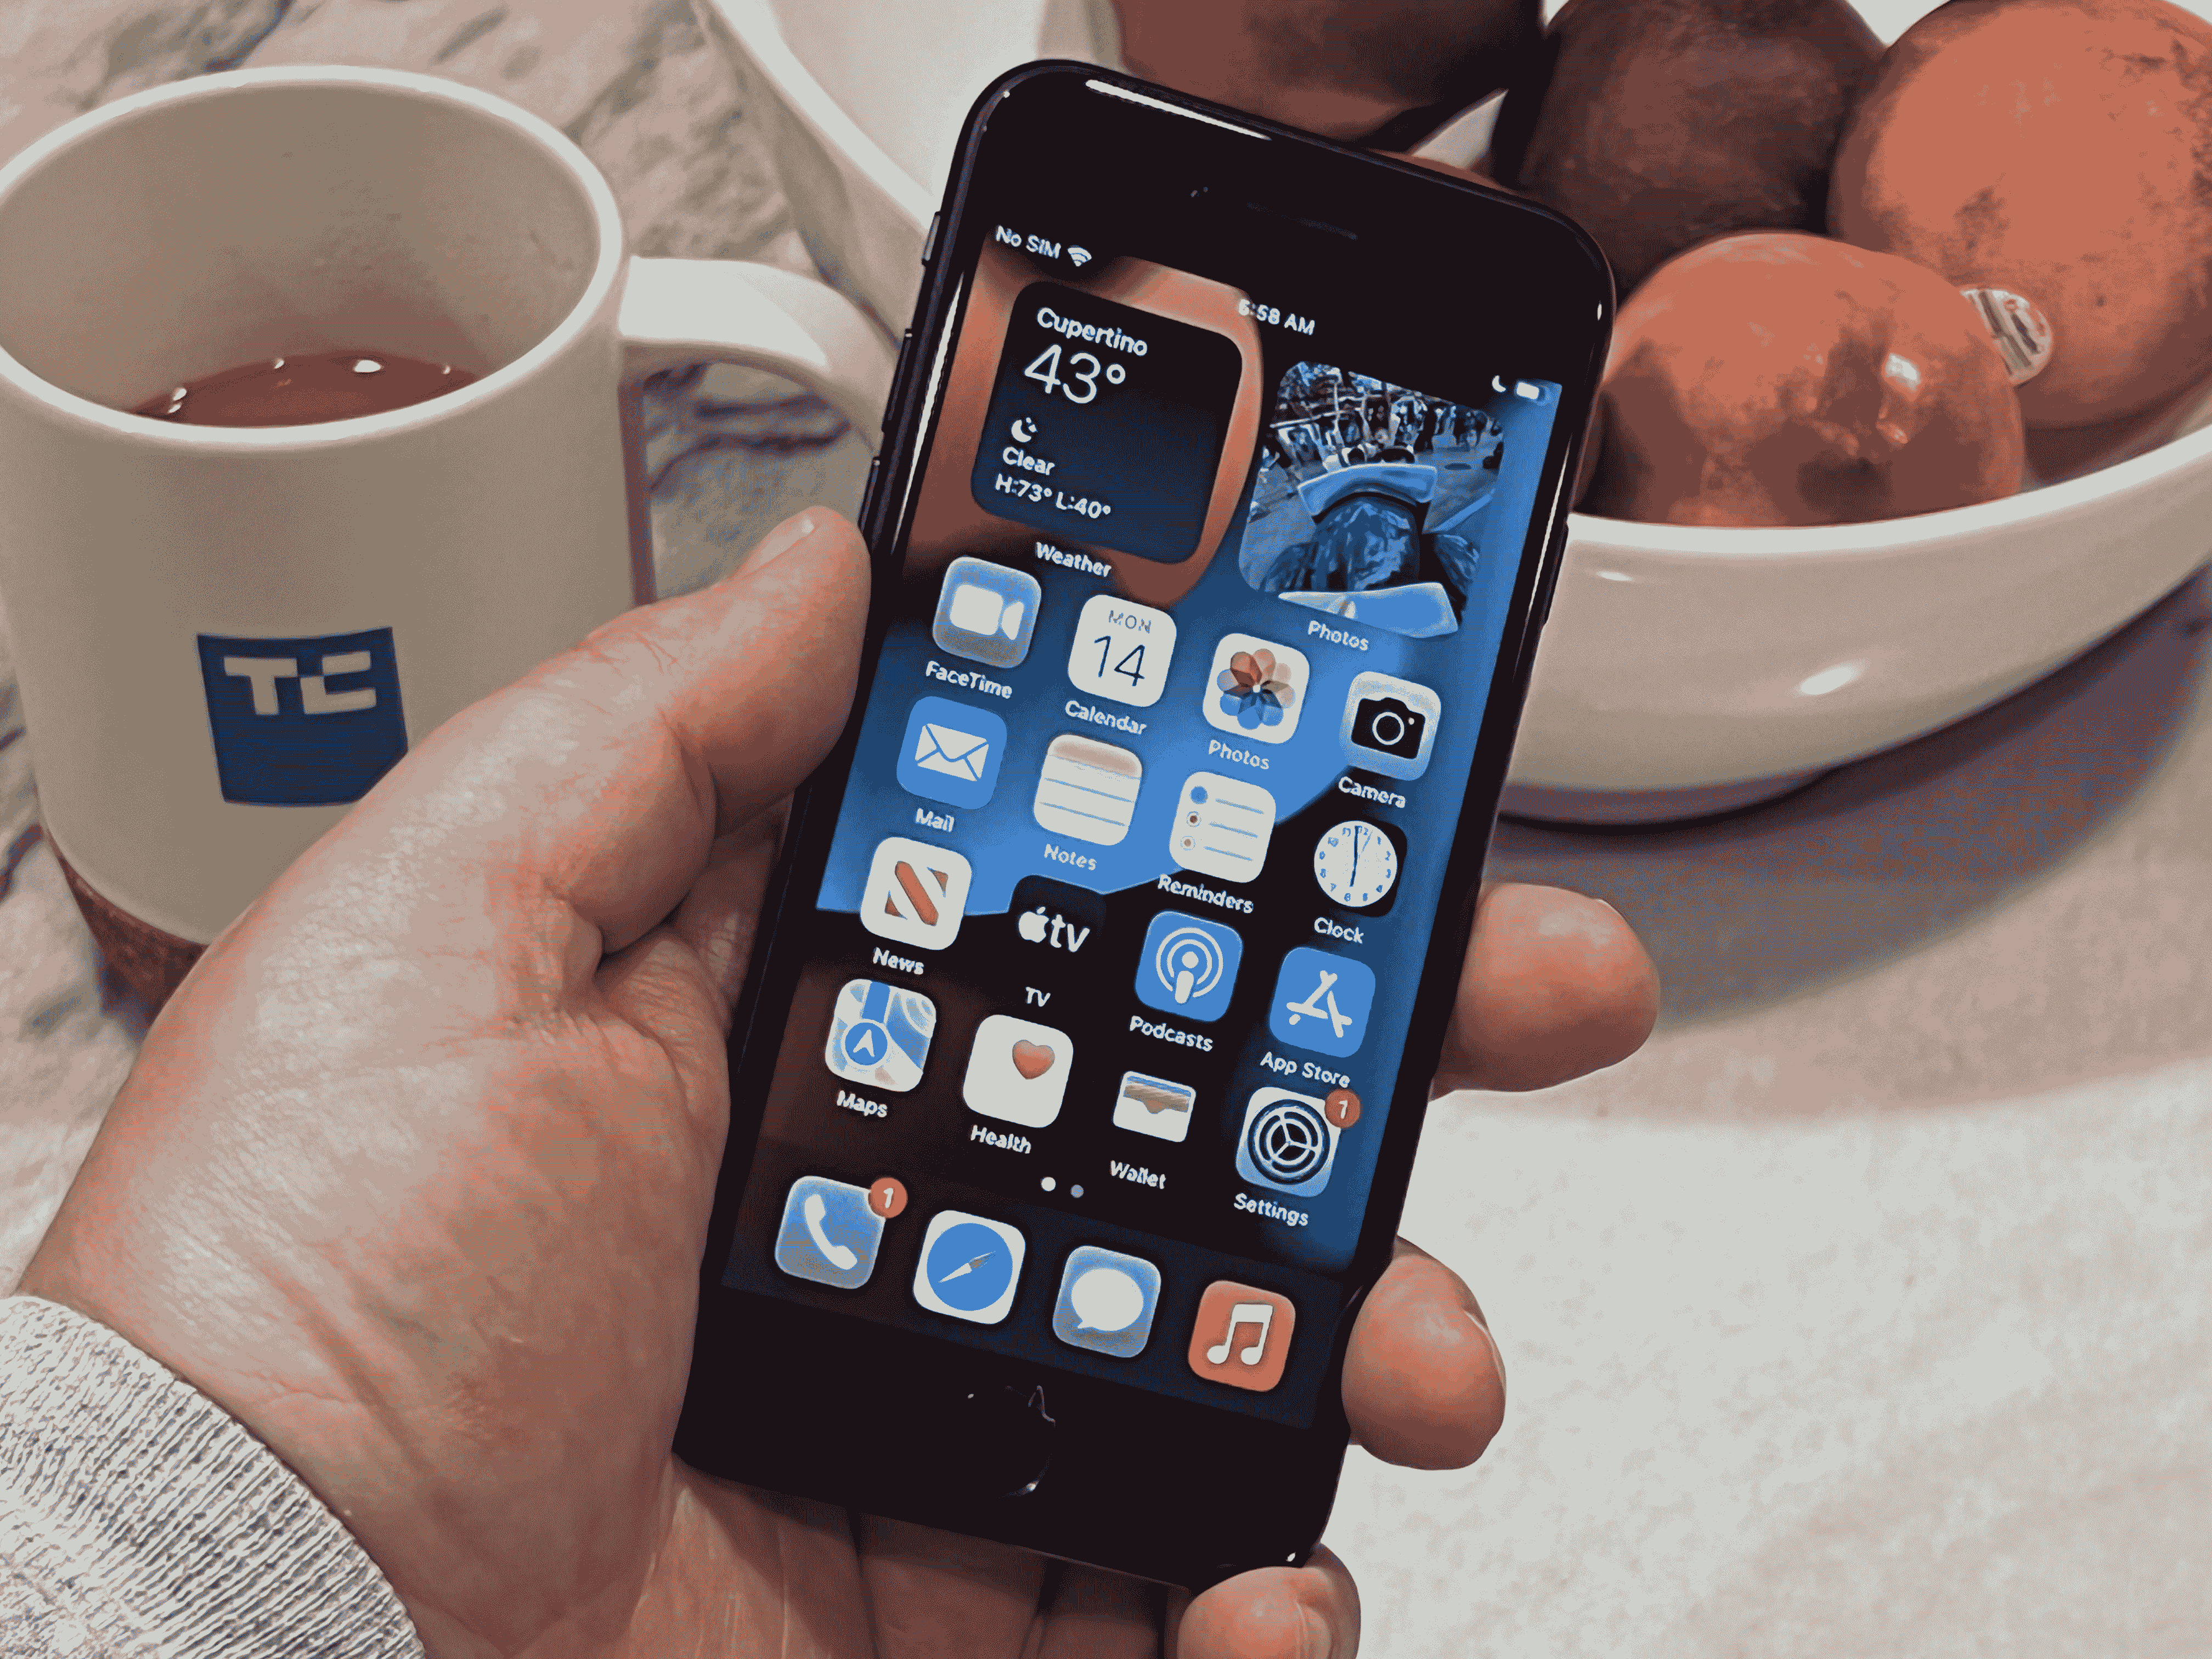 TC
No SIM
5:58 AM
Cupertino
43°
Clear
H:73° L:40°
Weather
Photos
FaceTime
MON
14
Calendar
Photos
Camera
Mail
Notes
Reminders
Clock
News
tv
TV
Podcasts
App Store
Maps
Health
Wallet
1
Settings
1